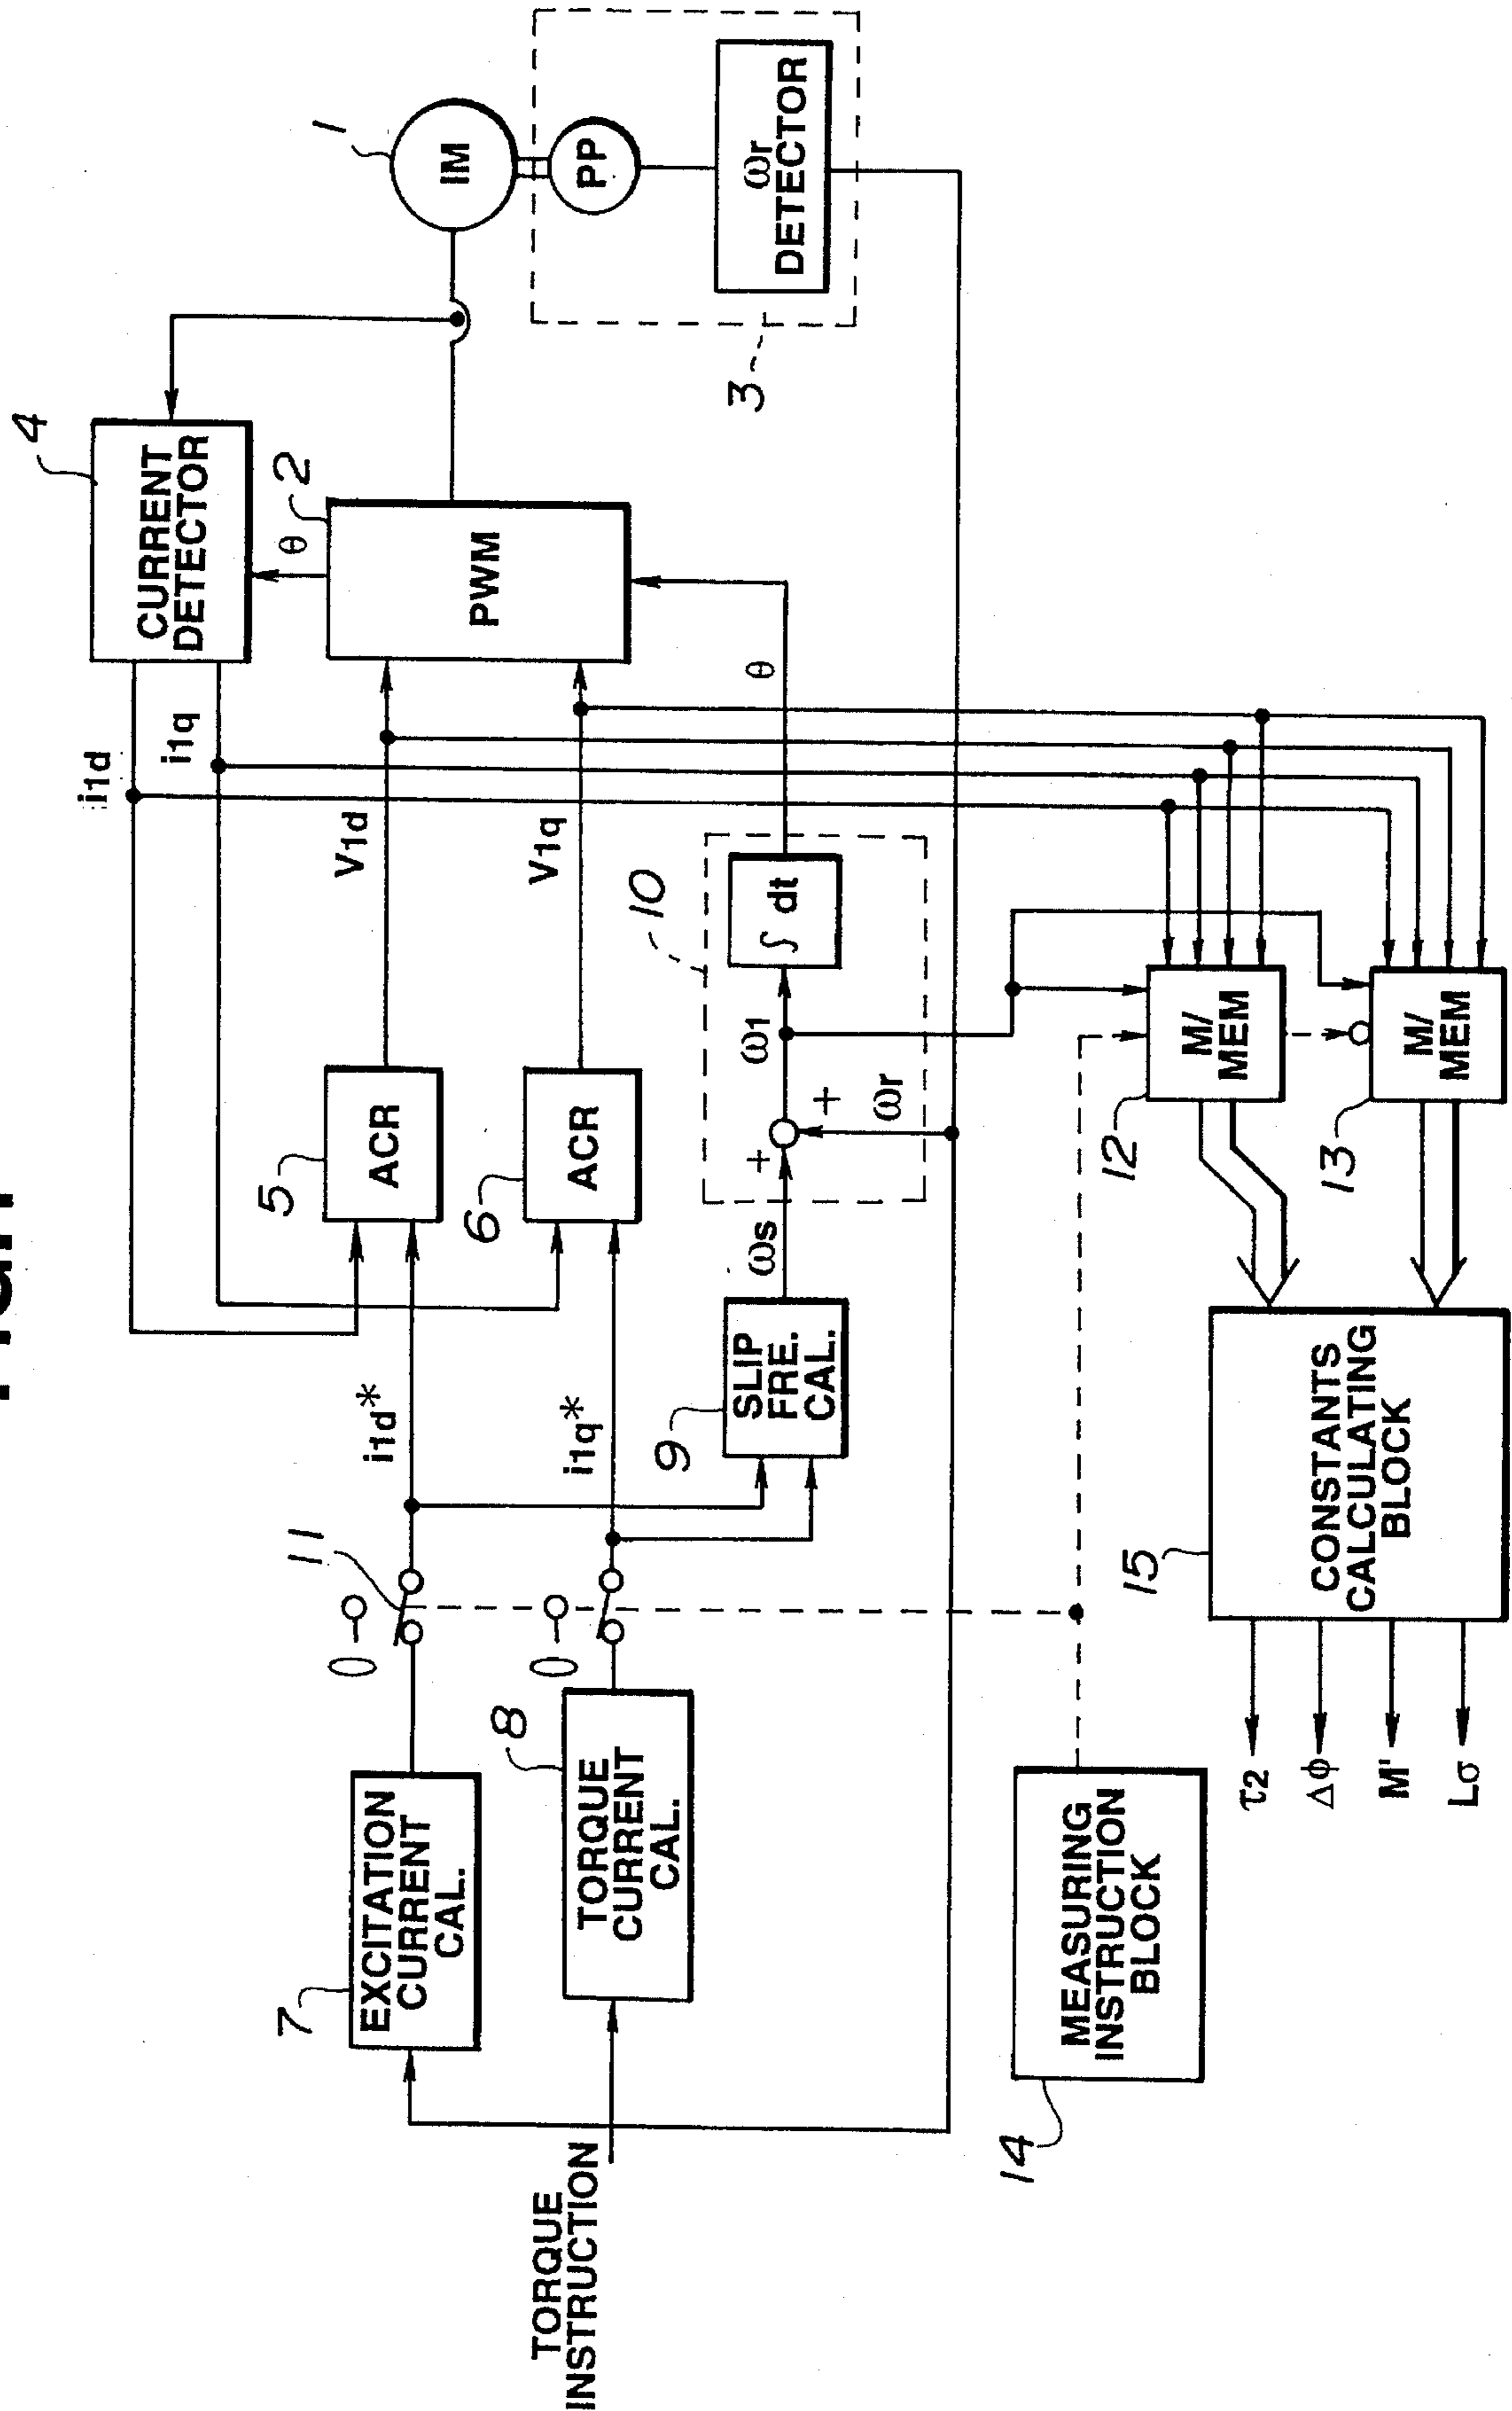 4
CURRENT
DETECTOR
i1d
i1q
θ
2
PWM
1
IM
PP
ωr
DETECTOR
3
V1d
V1q
5
ACR
6
ACR
i1d*
i1q*
11
0
0
7
EXCITATION
CURRENT
CAL.
8
TORQUE
CURRENT
CAL.
TORQUE
INSTRUCTION
9
SLIP
FRE.
CAL.
ωs
+
+
ωr
ω1
10
∫ dt
θ
12
M/
MEM
13
M/
MEM
14
MEASURING
INSTRUCTION
BLOCK
15
CONSTANTS
CALCULATING
BLOCK
τ2
Δϕ
M'
Lσ